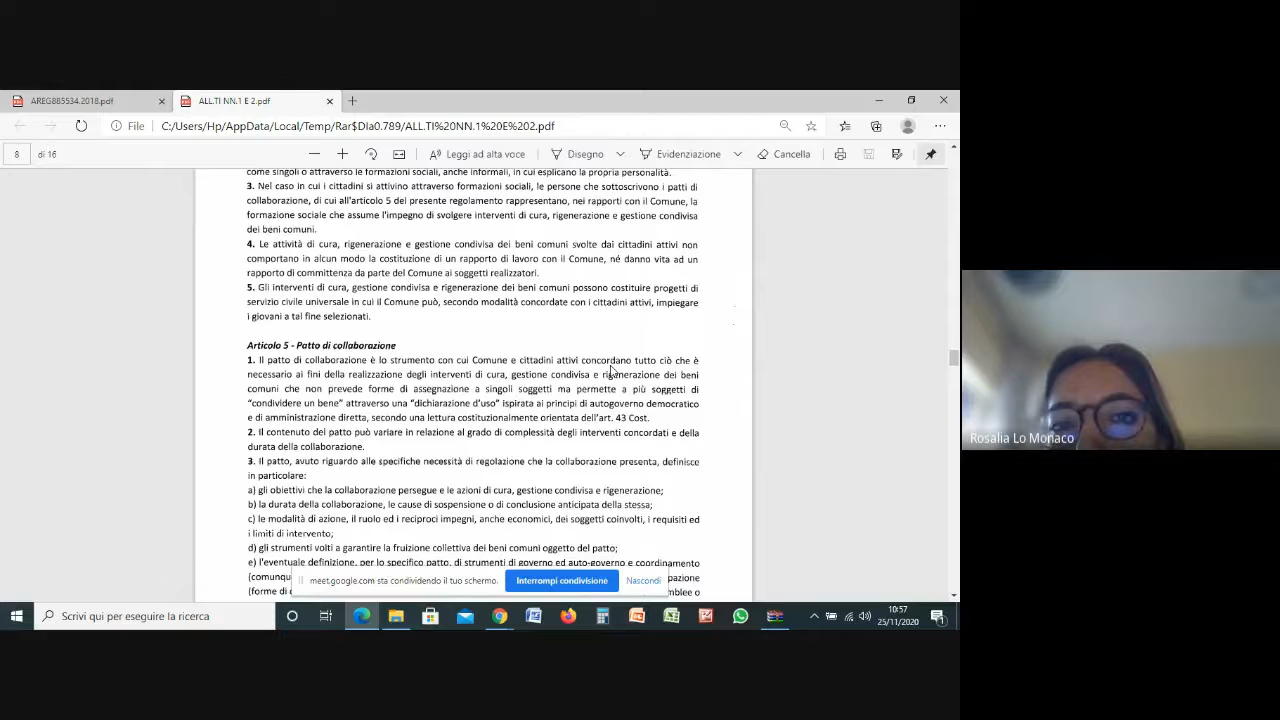 AREG885534.2018.pdf
ALL.TI NN.1 E 2.pdf
File
C:/Users/Hp/AppData/Local/Temp/Rar$DIa0.789/ALL.TI%20NN.1%20E%202.pdf
8 di 16
Leggi ad alta voce
Disegno
Evidenziazione
Cancella
come singoli o attraverso le formazioni sociali, anche informali, in cui esplicano la propria personalità.
3. Nel caso in cui i cittadini si attivino attraverso formazioni sociali, le persone che sottoscrivono i patti di
collaborazione, di cui all'articolo 5 del presente regolamento rappresentano, nei rapporti con il Comune, la
formazione sociale che assume l'impegno di svolgere interventi di cura, rigenerazione e gestione condivisa
dei beni comuni.
4. Le attività di cura, rigenerazione e gestione condivisa dei beni comuni svolte dai cittadini attivi non
comportano in alcun modo la costituzione di un rapporto di lavoro con il Comune, né danno vita ad un
rapporto di committenza da parte del Comune ai soggetti realizzatori.
5. Gli interventi di cura, gestione condivisa e rigenerazione dei beni comuni possono costituire progetti di
servizio civile universale in cui il Comune può, secondo modalità concordate con i cittadini attivi, impiegare
i giovani a tal fine selezionati.
Articolo 5 - Patto di collaborazione
1. Il patto di collaborazione è lo strumento con cui Comune e cittadini attivi concordano tutto ciò che è
necessario ai fini della realizzazione degli interventi di cura, gestione condivisa e rigenerazione dei beni
comuni che non prevede forme di assegnazione a singoli soggetti ma permette a più soggetti di
“condividere un bene” attraverso una “dichiarazione d'uso” ispirata ai principi di autogoverno democratico
e di amministrazione diretta, secondo una lettura costituzionalmente orientata dell'art. 43 Cost.
2. Il contenuto del patto può variare in relazione al grado di complessità degli interventi concordati e della
durata della collaborazione.
3. Il patto, avuto riguardo alle specifiche necessità di regolazione che la collaborazione presenta, definisce
in particolare:
a) gli obiettivi che la collaborazione persegue e le azioni di cura, gestione condivisa e rigenerazione;
b) la durata della collaborazione, le cause di sospensione o di conclusione anticipata della stessa;
c) le modalità di azione, il ruolo ed i reciproci impegni, anche economici, dei soggetti coinvolti, i requisiti ed
i limiti di intervento;
d) gli strumenti volti a garantire la fruizione collettiva dei beni comuni oggetto del patto;
e) l'eventuale definizione, per lo specifico patto, di strumenti di governo ed auto-governo e coordinamento
meet.google.com sta condividendo il tuo schermo.
Interrompi condivisione
Nascondi
Rosalia Lo Monaco
Scrivi qui per eseguire la ricerca
10:57
25/11/2020